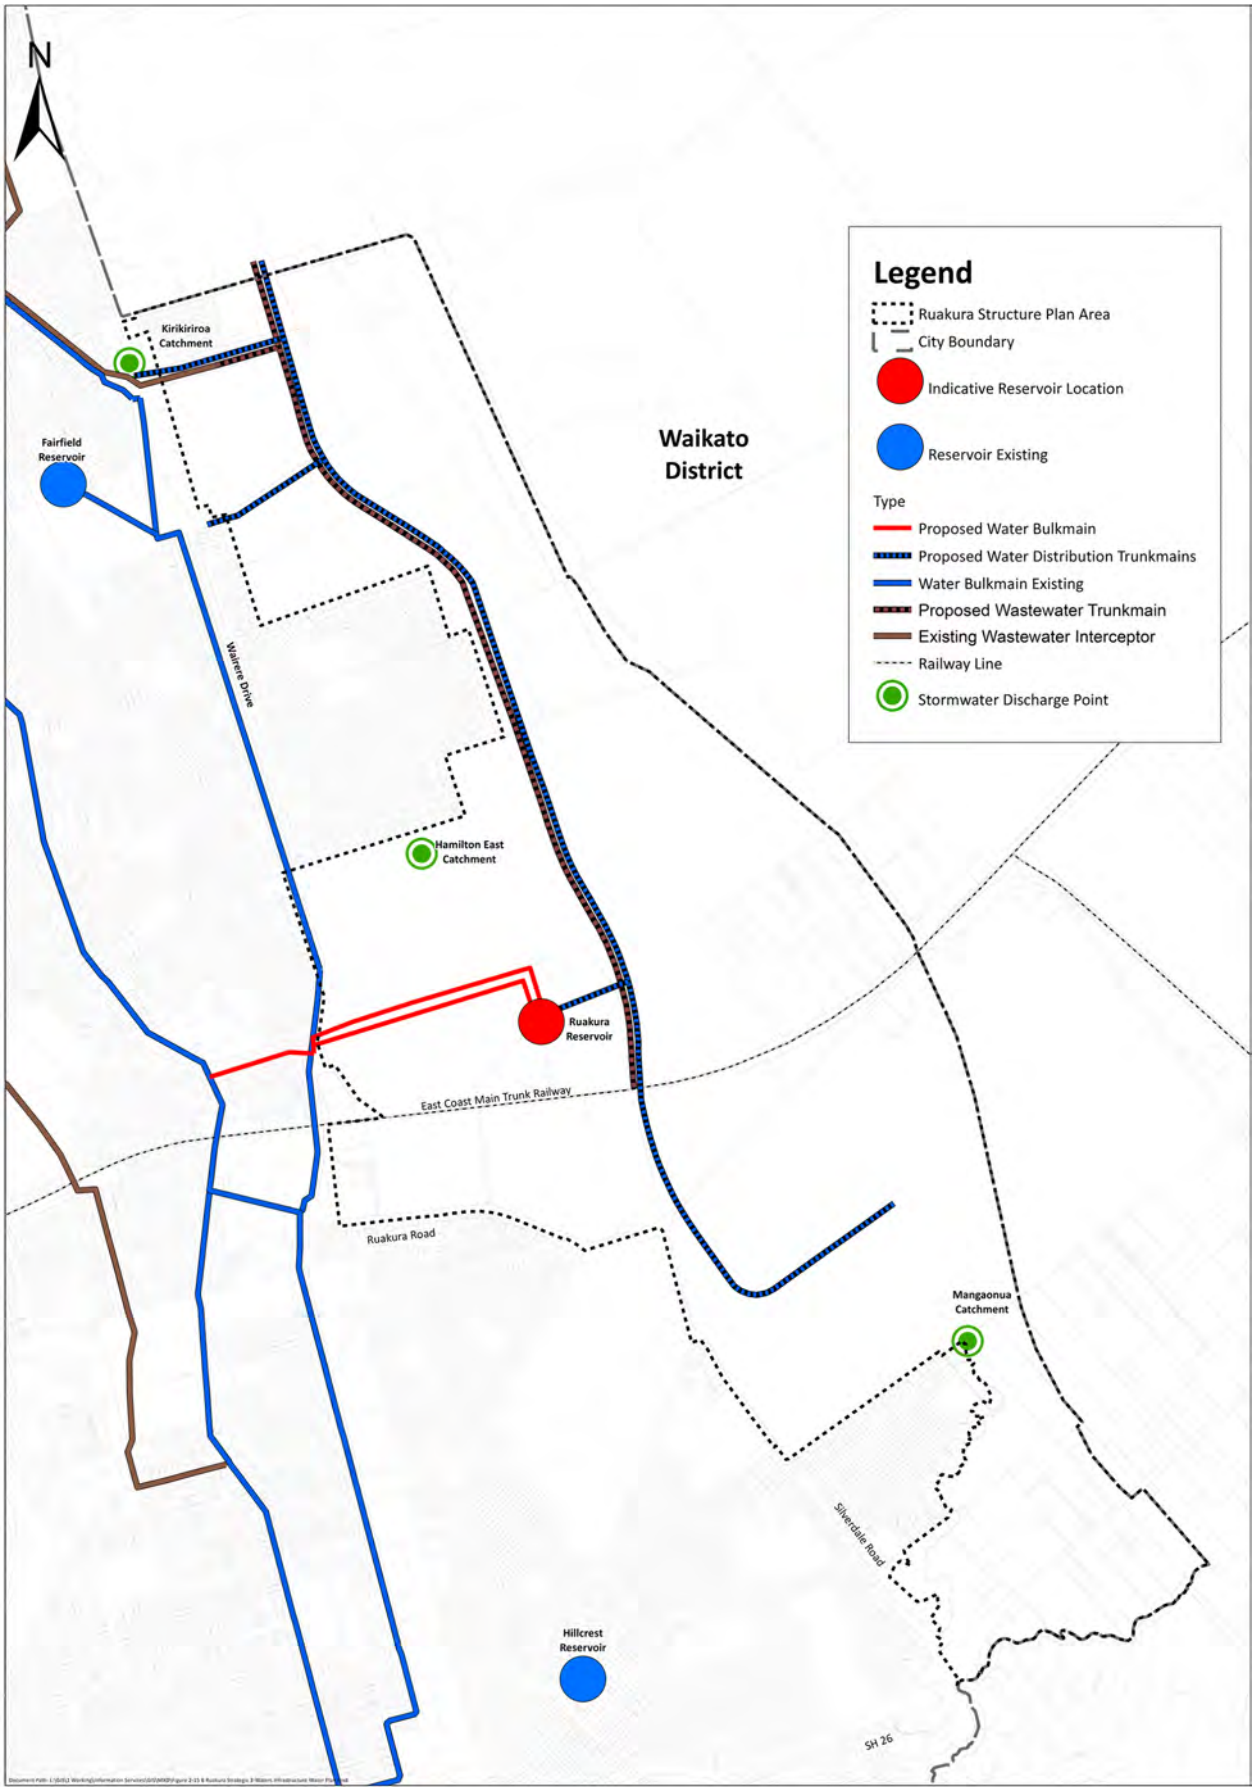 N
Legend
Ruakura Structure Plan Area
City Boundary
Indicative Reservoir Location
Reservoir Existing
Type
Proposed Water Bulkmain
Proposed Water Distribution Trunkmains
Water Bulkmain Existing
Proposed Wastewater Trunkmain
Existing Wastewater Interceptor
Railway Line
Stormwater Discharge Point
Kirikiriroa
Catchment
Fairfield
Reservoir
Waikato
District
Wairere Drive
Hamilton East
Catchment
Ruakura
Reservoir
East Coast Main Trunk Railway
Ruakura Road
Mangaonua
Catchment
Silverdale Road
Hillcrest
Reservoir
SH 26